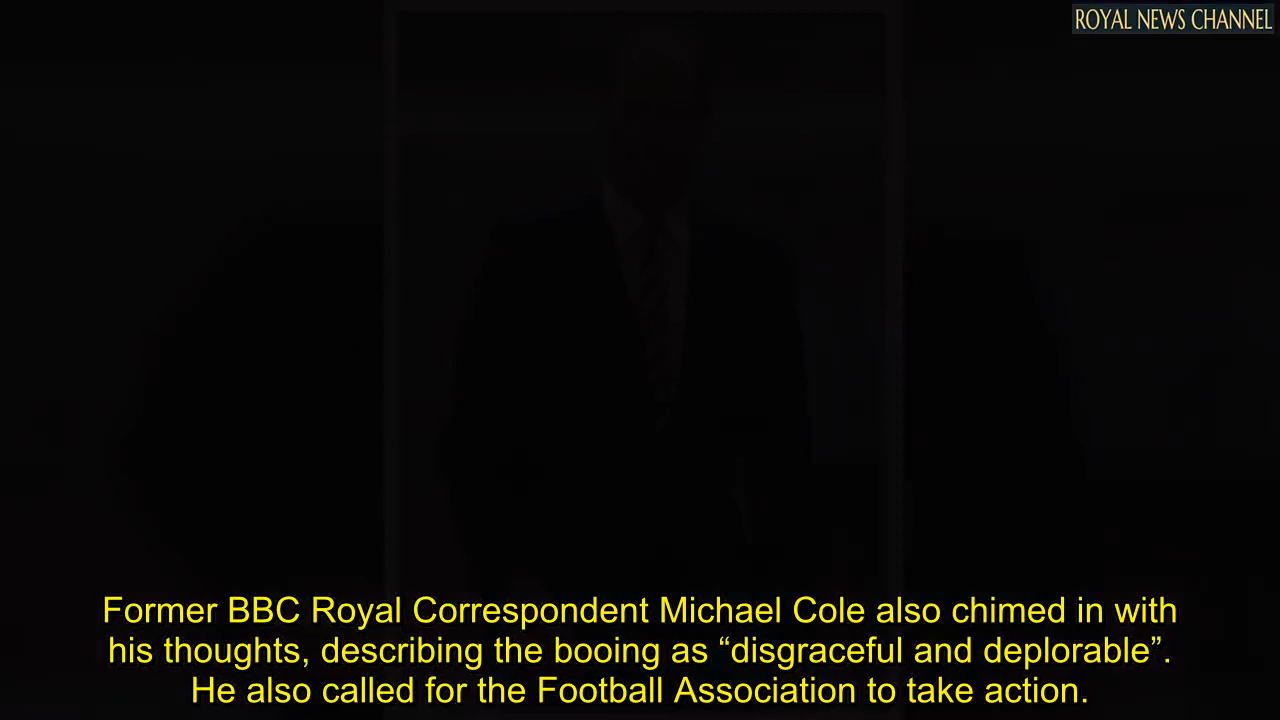 ROYAL NEWS CHANNEL
Former BBC Royal Correspondent Michael Cole also chimed in with
his thoughts, describing the booing as “disgraceful and deplorable”.
He also called for the Football Association to take action.